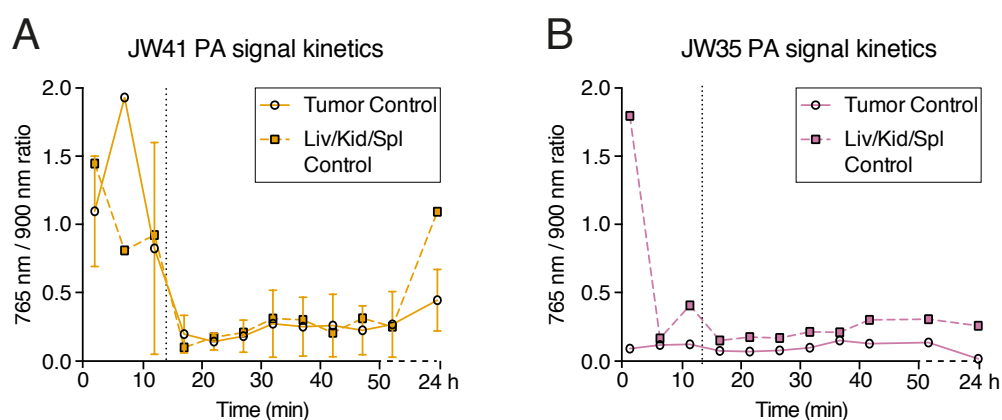 A
JW41 PA signal kinetics
765 nm / 900 nm ratio
2.0
1.5
1.0
0.5
0.0
Tumor Control
Liv/Kid/Spl
Control
0 10 20 30 40 50 24 h
Time (min)
B
JW35 PA signal kinetics
765 nm / 900 nm ratio
2.0
1.5
1.0
0.5
0.0
Tumor Control
Liv/Kid/Spl
Control
0 10 20 30 40 50 24 h
Time (min)